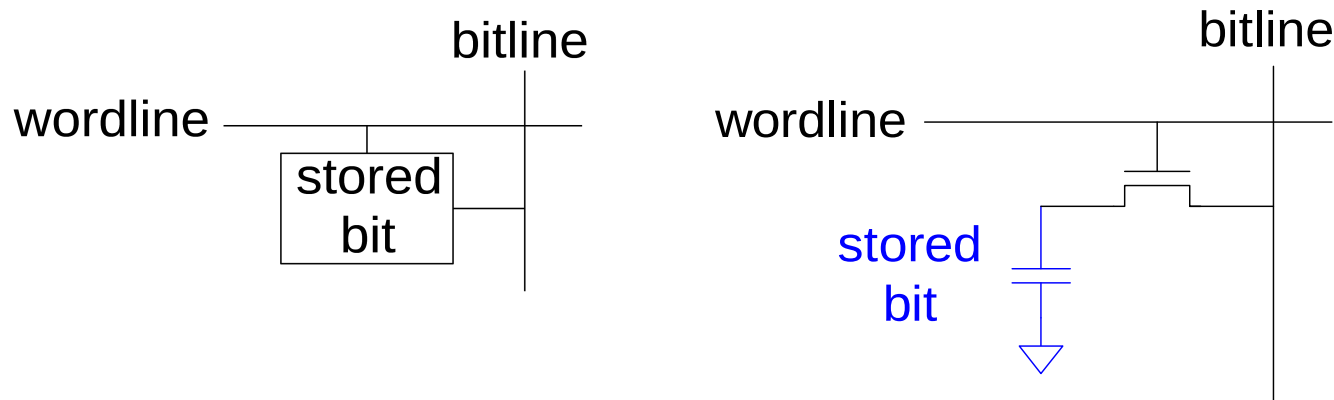 bitline
wordline
stored
bit
bitline
wordline
stored
bit